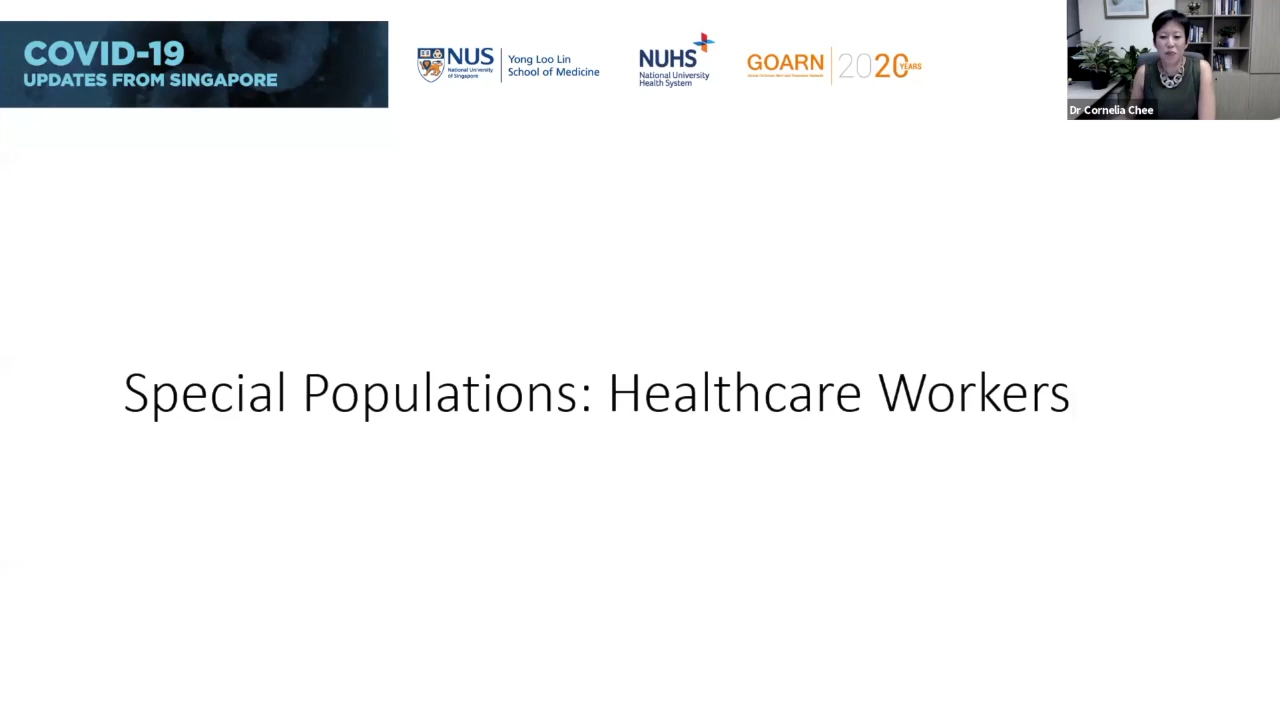 COVID-19
UPDATES FROM SINGAPORE
NUS
National University
of Singapore
Yong Loo Lin
School of Medicine
NUHS
National University
Health System
GOARN
2020 YEARS
Dr Cornelia Chee
Special Populations: Healthcare Workers